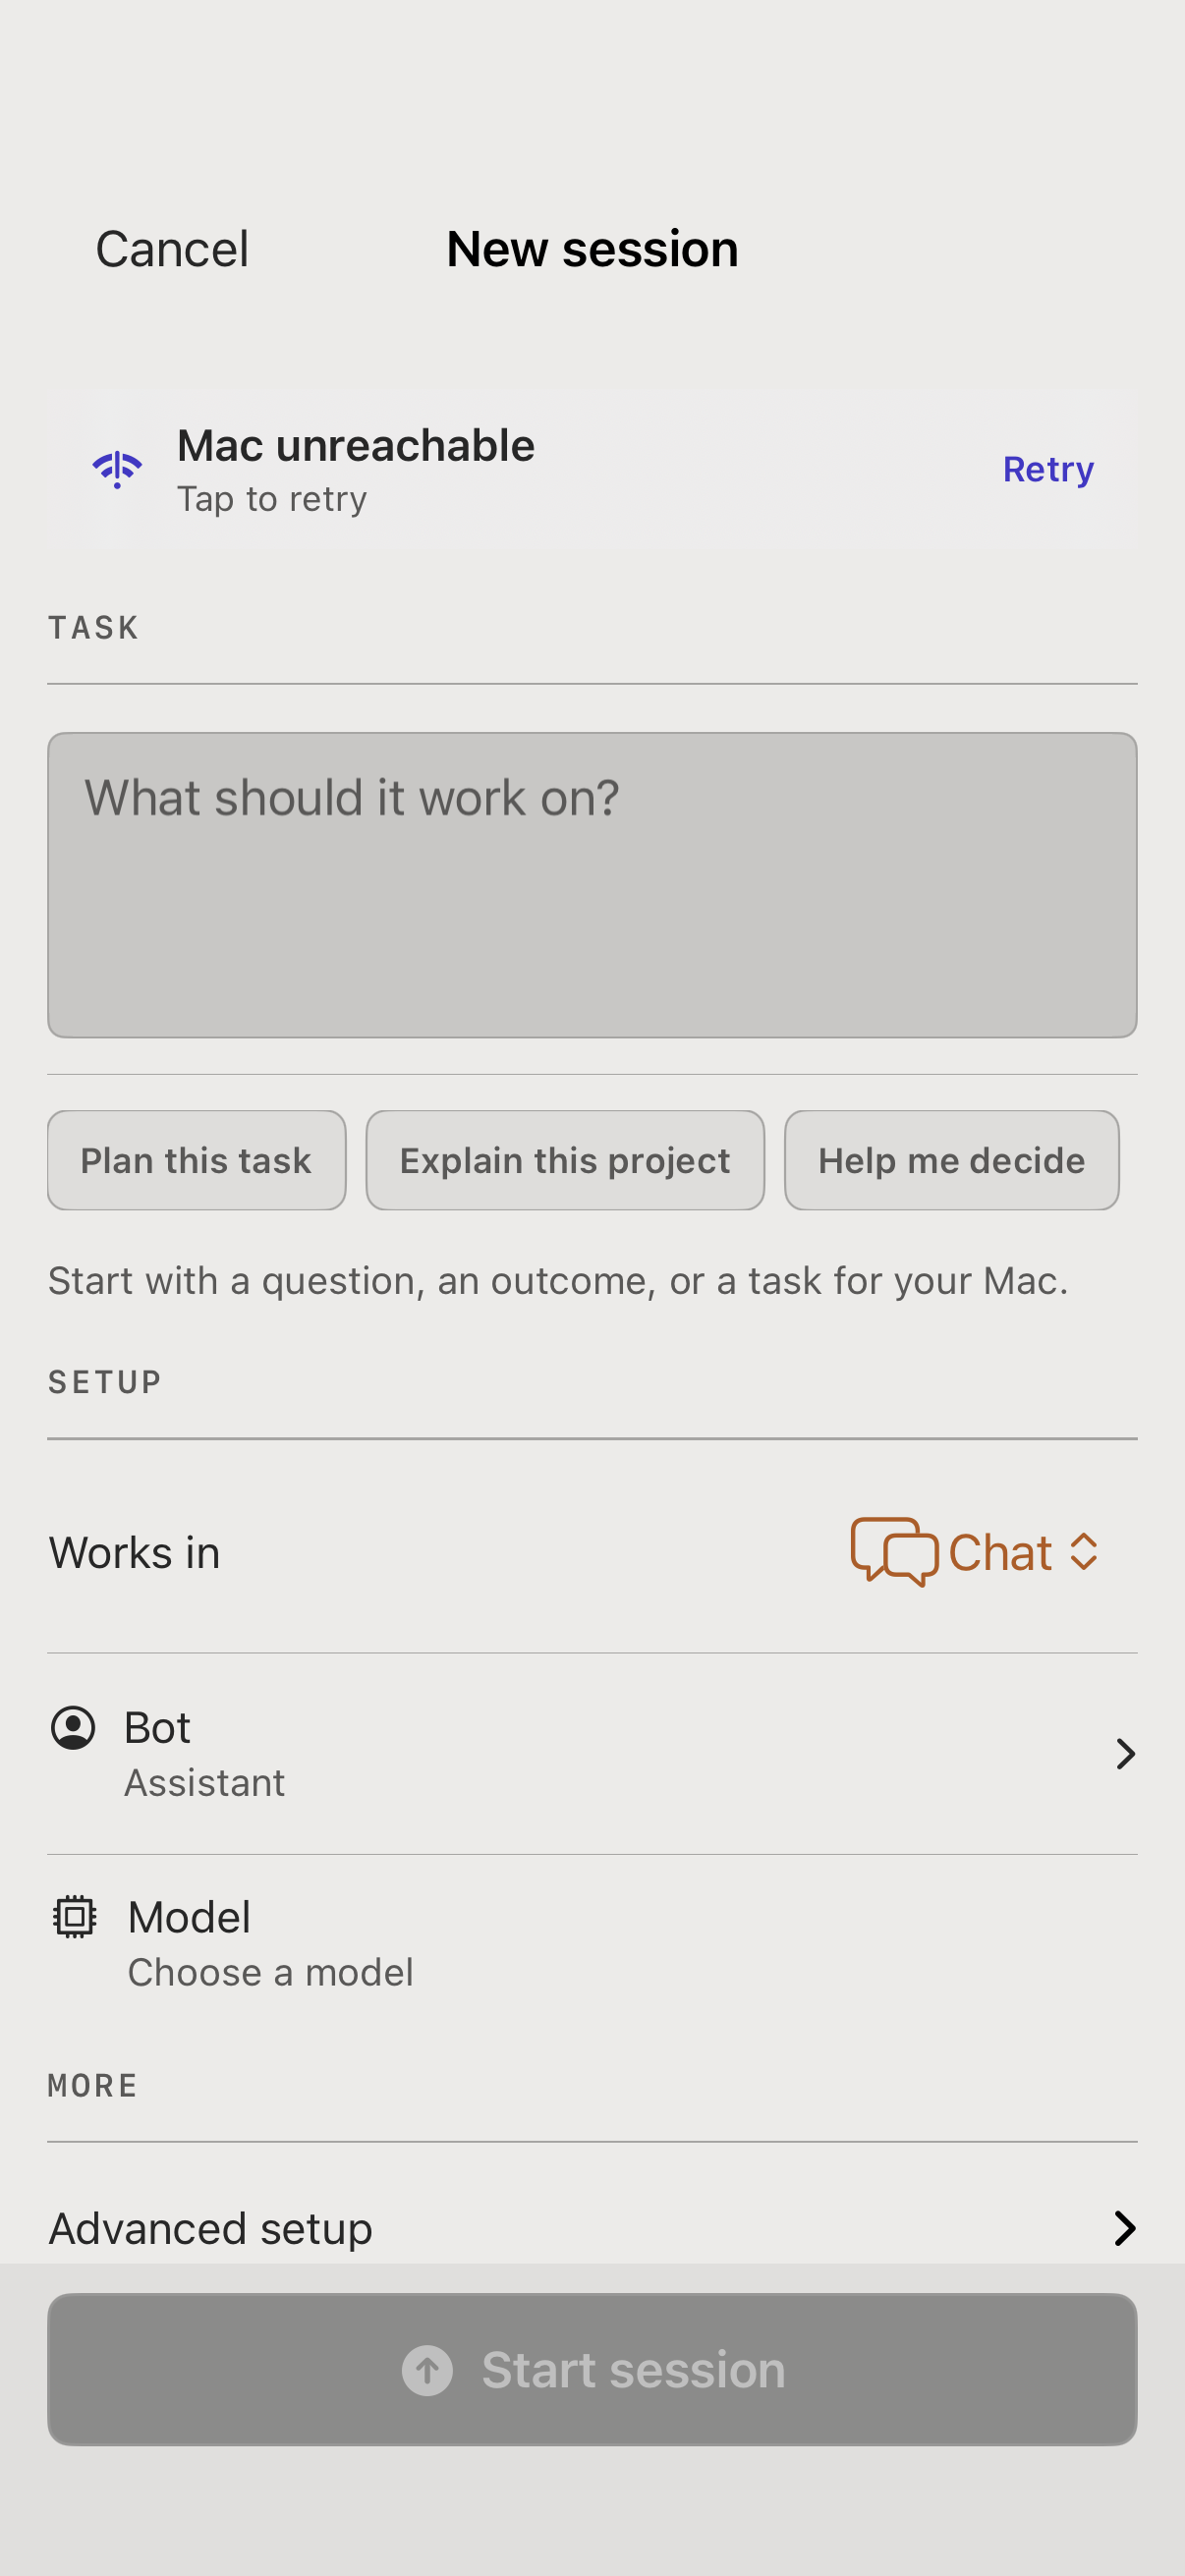 Cancel
New session
Mac unreachable
Tap to retry
Retry
TASK
What should it work on?
Plan this task
Explain this project
Help me decide
Start with a question, an outcome, or a task for your Mac.
SETUP
Works in
Chat
Bot
Assistant
Model
Choose a model
MORE
Advanced setup
Start session